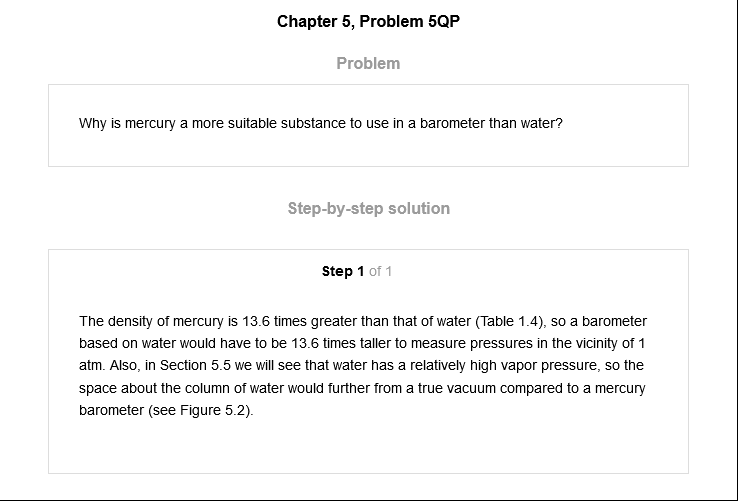 Chapter 5, Problem 5QP
Problem
Why is mercury a more suitable substance to use in a barometer than water?
Step-by-step solution
Step 1 of 1
The density of mercury is 13.6 times greater than that of water (Table 1.4), so a barometer
based on water would have to be 13.6 times taller to measure pressures in the vicinity of 1
atm. Also, in Section 5.5 we will see that water has a relatively high vapor pressure, so the
space about the column of water would further from a true vacuum compared to a mercury
barometer (see Figure 5.2).